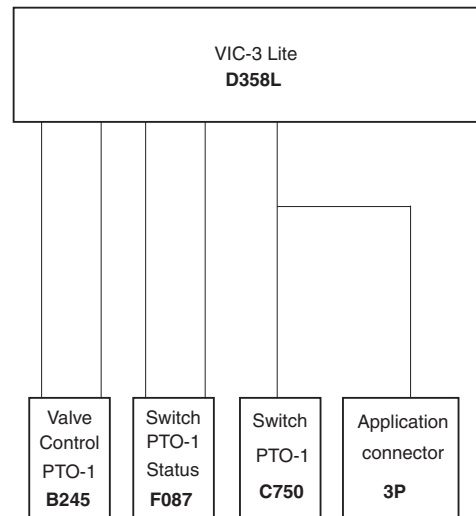 VIC-3 Lite
D358L
Valve
Control
PTO-1
B245
Switch
PTO-1
Status
F087
Switch
PTO-1
C750
Application
connector
3P